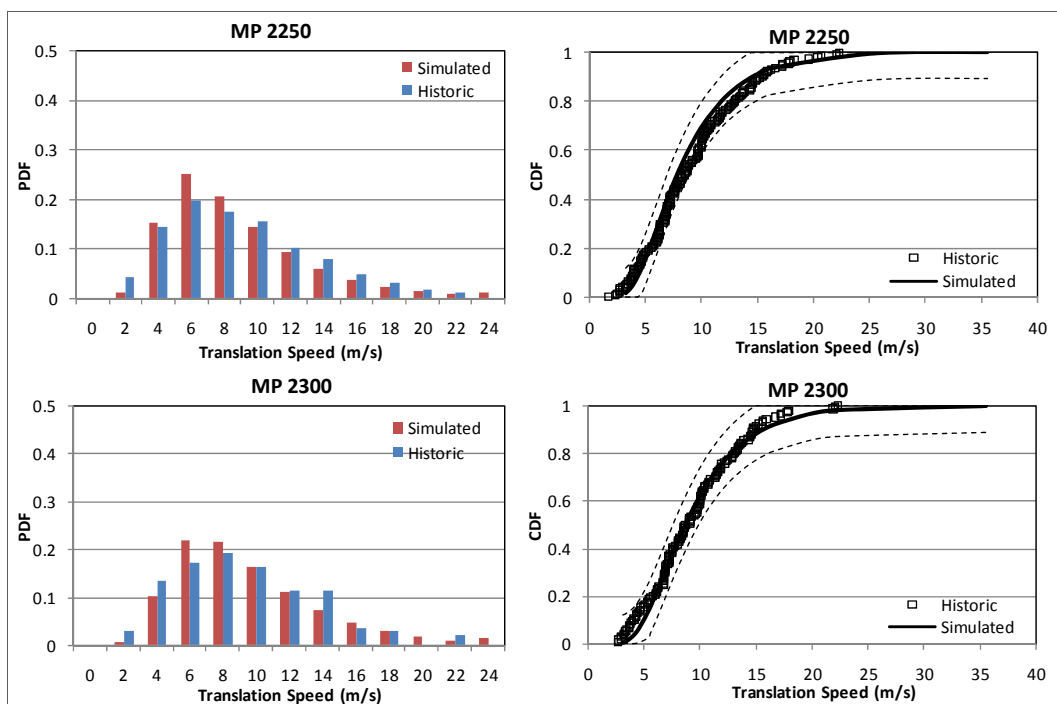 MP 2250
0.5
0.4
0.3
0.2
0.1
0
PDF
Simulated
Historic
0 2 4 6 8 10 12 14 16 18 20 22 24
Translation Speed (m/s)
MP 2250
1
0.8
0.6
0.4
0.2
0
CDF
Historic
Simulated
0 5 10 15 20 25 30 35 40
Translation Speed (m/s)
MP 2300
0.5
0.4
0.3
0.2
0.1
0
PDF
Simulated
Historic
0 2 4 6 8 10 12 14 16 18 20 22 24
Translation Speed (m/s)
MP 2300
1
0.8
0.6
0.4
0.2
0
CDF
Historic
Simulated
0 5 10 15 20 25 30 35 40
Translation Speed (m/s)